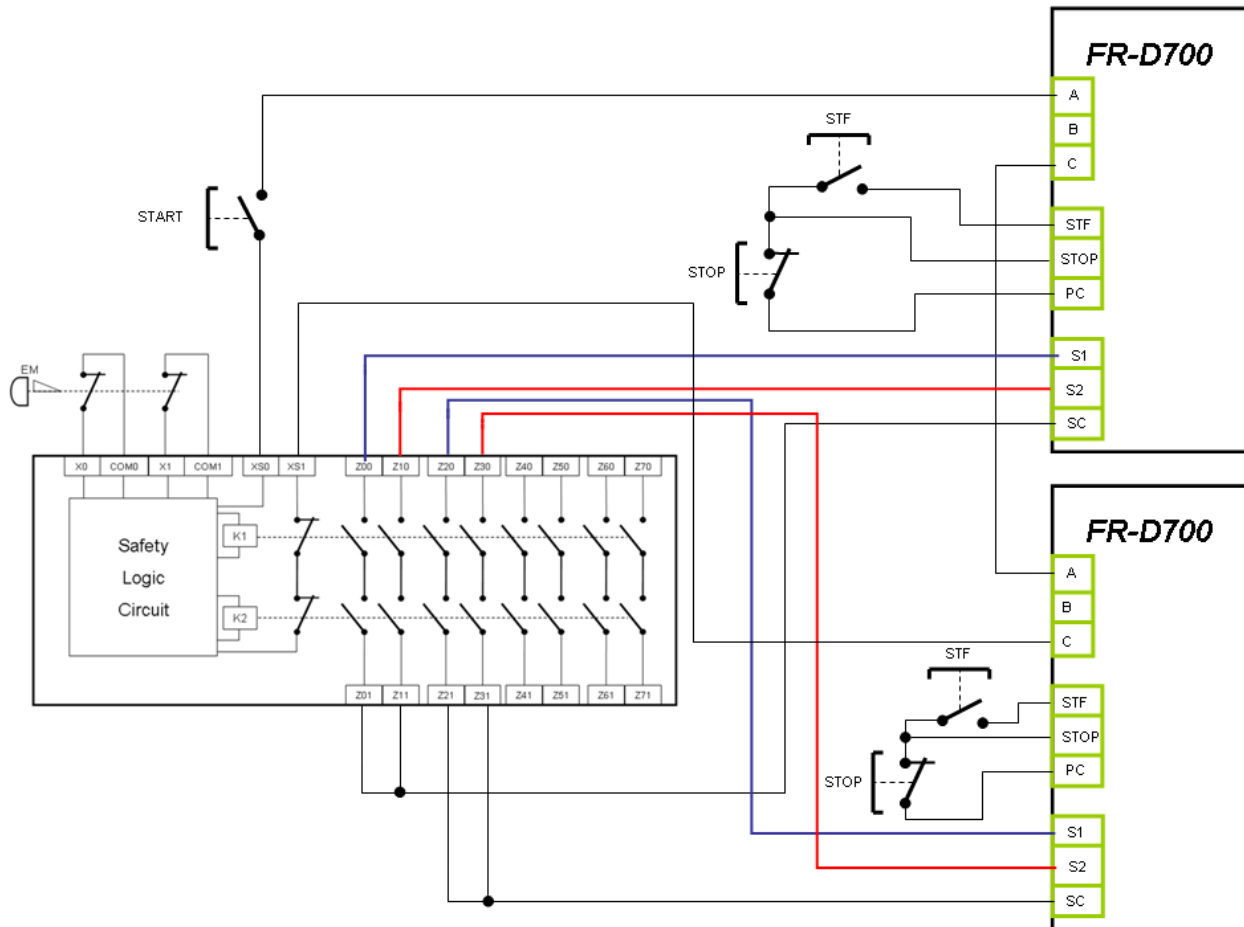 FR-D700
A
B
C
STF
STF
STOP
PC
STOP
START
S1
S2
SC
EM
X0 COM0 X1 COM1 XS0 XS1 Z00 Z10 Z20 Z30 Z40 Z50 Z60 Z70
Safety
Logic
Circuit
K1
K2
Z01 Z11 Z21 Z31 Z41 Z51 Z61 Z71
FR-D700
A
B
C
STF
STF
STOP
PC
STOP
S1
S2
SC